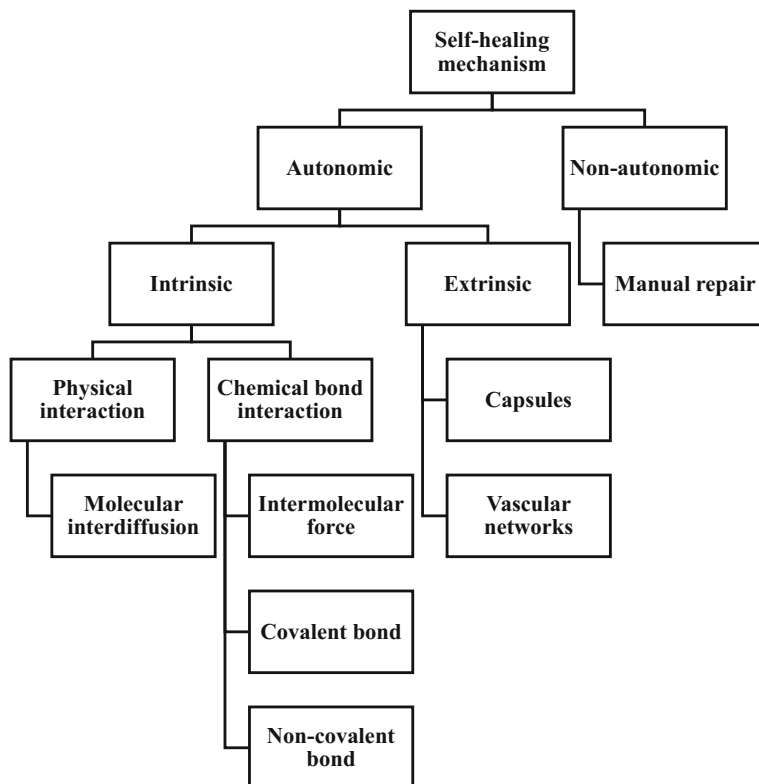 Self-healing
mechanism
Autonomic
Non-autonomic
Intrinsic
Extrinsic
Manual repair
Physical
interaction
Chemical bond
interaction
Capsules
Molecular
interdiffusion
Intermolecular
force
Vascular
networks
Covalent bond
Non-covalent
bond